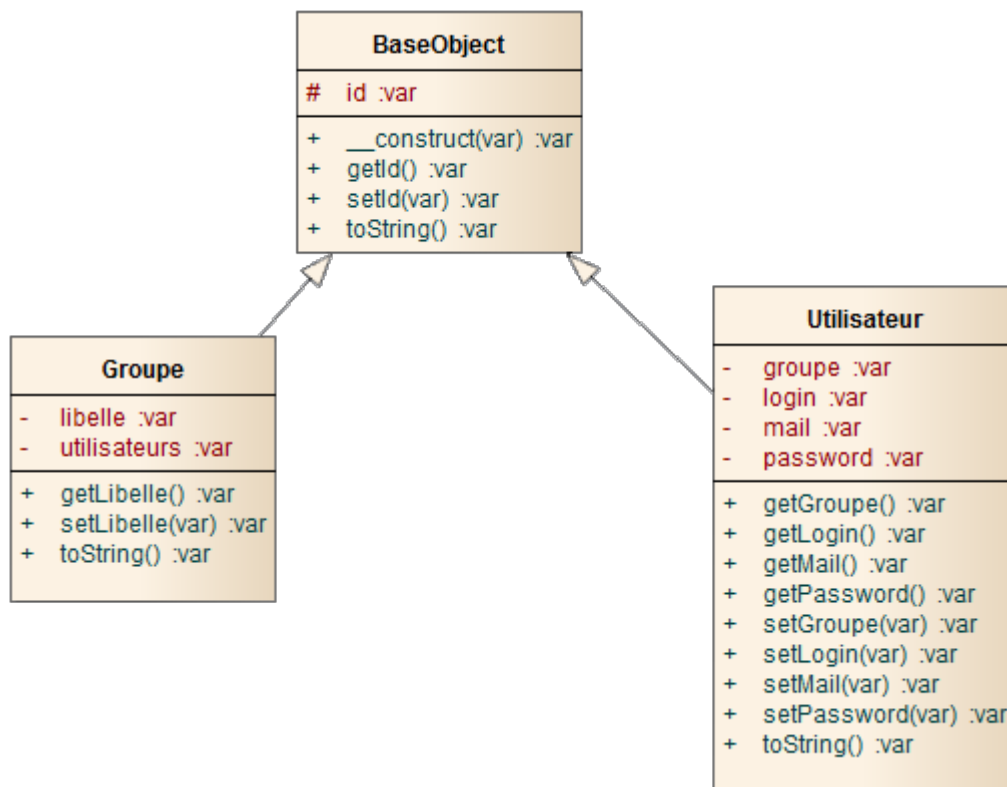 BaseObject
# id :var
+ __construct(var) :var
+ getId() :var
+ setId(var) :var
+ toString() :var
Groupe
- libelle :var
- utilisateurs :var
+ getLibelle() :var
+ setLibelle(var) :var
+ toString() :var
Utilisateur
- groupe :var
- login :var
- mail :var
- password :var
+ getGroupe() :var
+ getLogin() :var
+ getMail() :var
+ getPassword() :var
+ setGroupe(var) :var
+ setLogin(var) :var
+ setMail(var) :var
+ setPassword(var) :var
+ toString() :var